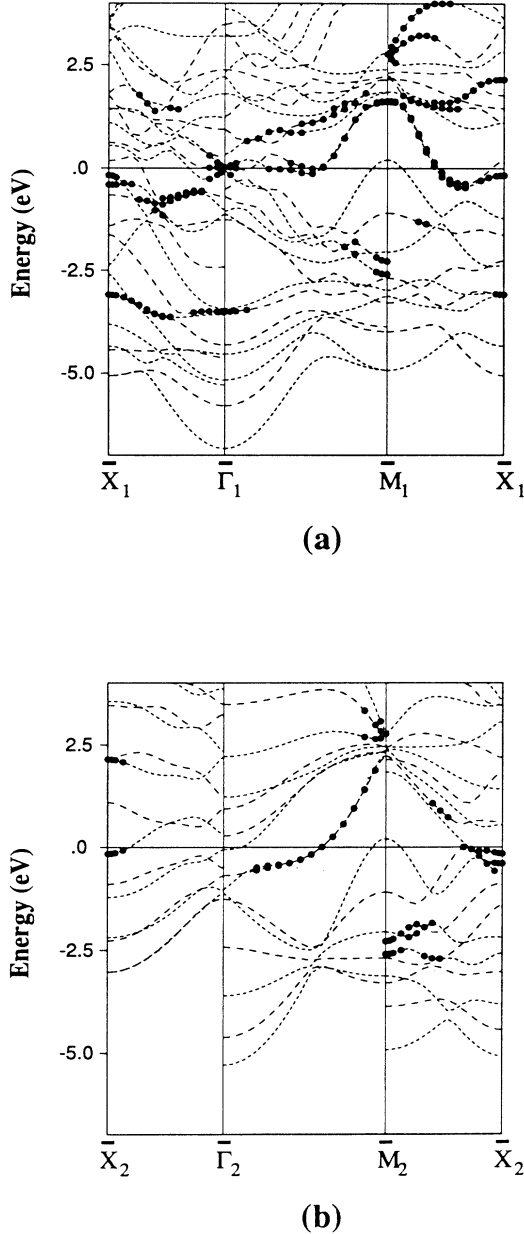 2.5
.0
-2.5
-5.0
Energy (eV)
X̄₁ Γ̄₁ M̄₁ X̄₁
(a)
2.5
.0
-2.5
-5.0
Energy (eV)
X̄₂ Γ̄₂ M̄₂ X̄₂
(b)